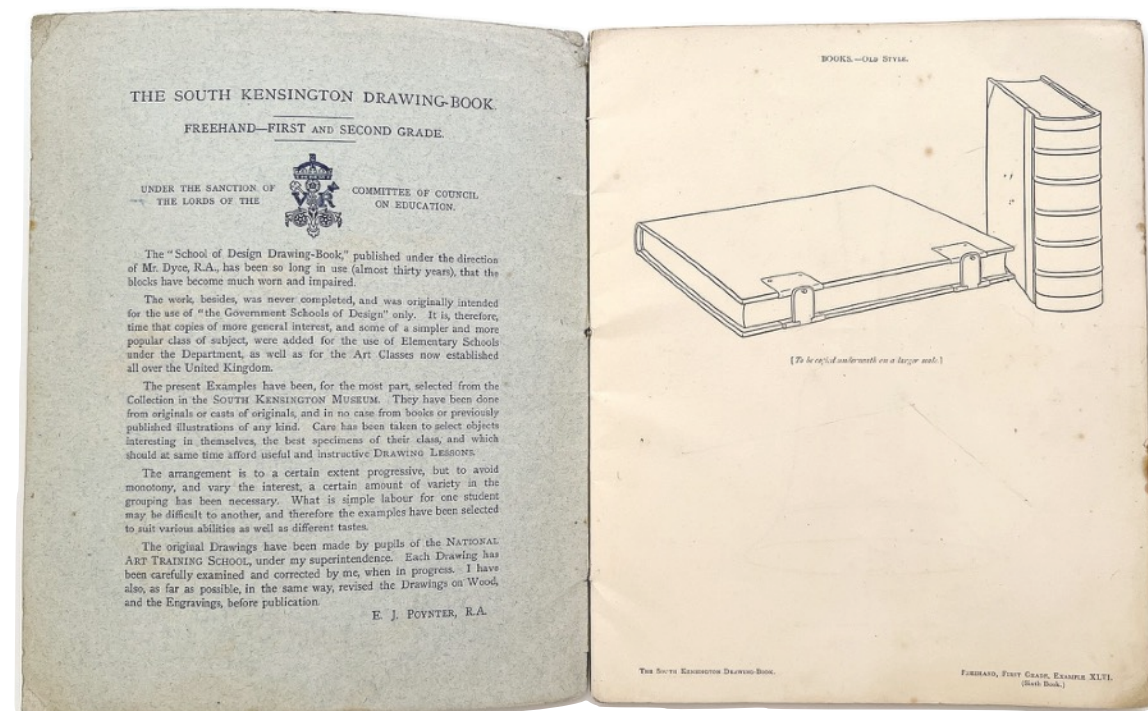 THE SOUTH KENSINGTON DRAWING-BOOK
FREEHAND—FIRST AND SECOND GRADE.
UNDER THE SANCTION OF
THE LORDS OF THE
VR
COMMITTEE OF COUNCIL
ON EDUCATION.
The "School of Design Drawing-Book," published under the direction
of Mr. Dyce, R.A., has been so long in use (almost thirty years), that the
blocks have become much worn and impaired.
The work, besides, was never completed, and was originally intended
for the use of "the Government Schools of Design" only. It is, therefore,
time that copies of more general interest, and some of a simpler and more
popular class of subject, were added for the use of Elementary Schools
under the Department, as well as for the Art Classes now established
all over the United Kingdom.
The present Examples have been, for the most part, selected from the
Collection in the SOUTH KENSINGTON MUSEUM. They have been done
from originals or casts of originals, and in no case from books or previously
published illustrations of any kind. Care has been taken to select objects
interesting in themselves, the best specimens of their class, and which
should at same time afford useful and instructive DRAWING LESSONS.
The arrangement is to a certain extent progressive, but to avoid
monotony, and vary the interest, a certain amount of variety in the
grouping has been necessary. What is simple labour for one student
may be difficult to another, and therefore the examples have been selected
to suit various abilities as well as different tastes.
The original Drawings have been made by pupils of the NATIONAL
ART TRAINING SCHOOL, under my superintendence. Each Drawing has
been carefully examined and corrected by me, when in progress. I have
also, as far as possible, in the same way, revised the Drawings on Wood,
and the Engravings, before publication.
E. J. POYNTER, R.A.
BOOKS.—OLD STYLE.
[To be copied underneath on a larger scale.]
THE SOUTH KENSINGTON DRAWING-BOOK.
FREEHAND, FIRST GRADE, EXAMPLE XLVI.
(Sixth Book.)